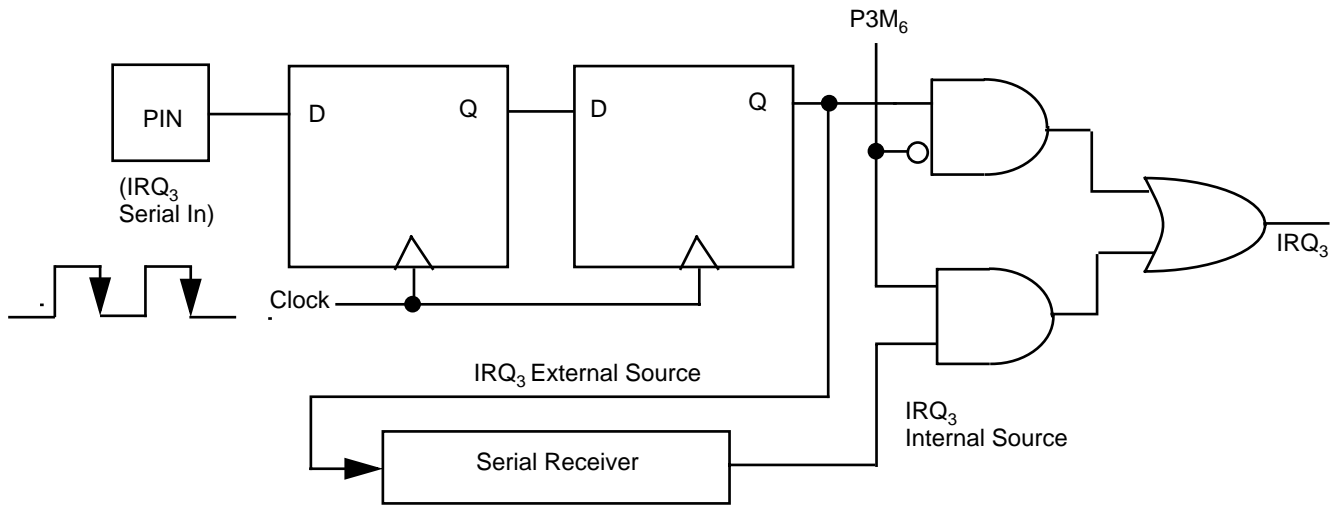 P3M6
PIN
D
Q
D
Q
(IRQ3
Serial In)
IRQ3
Clock
IRQ3 External Source
IRQ3
Internal Source
Serial Receiver